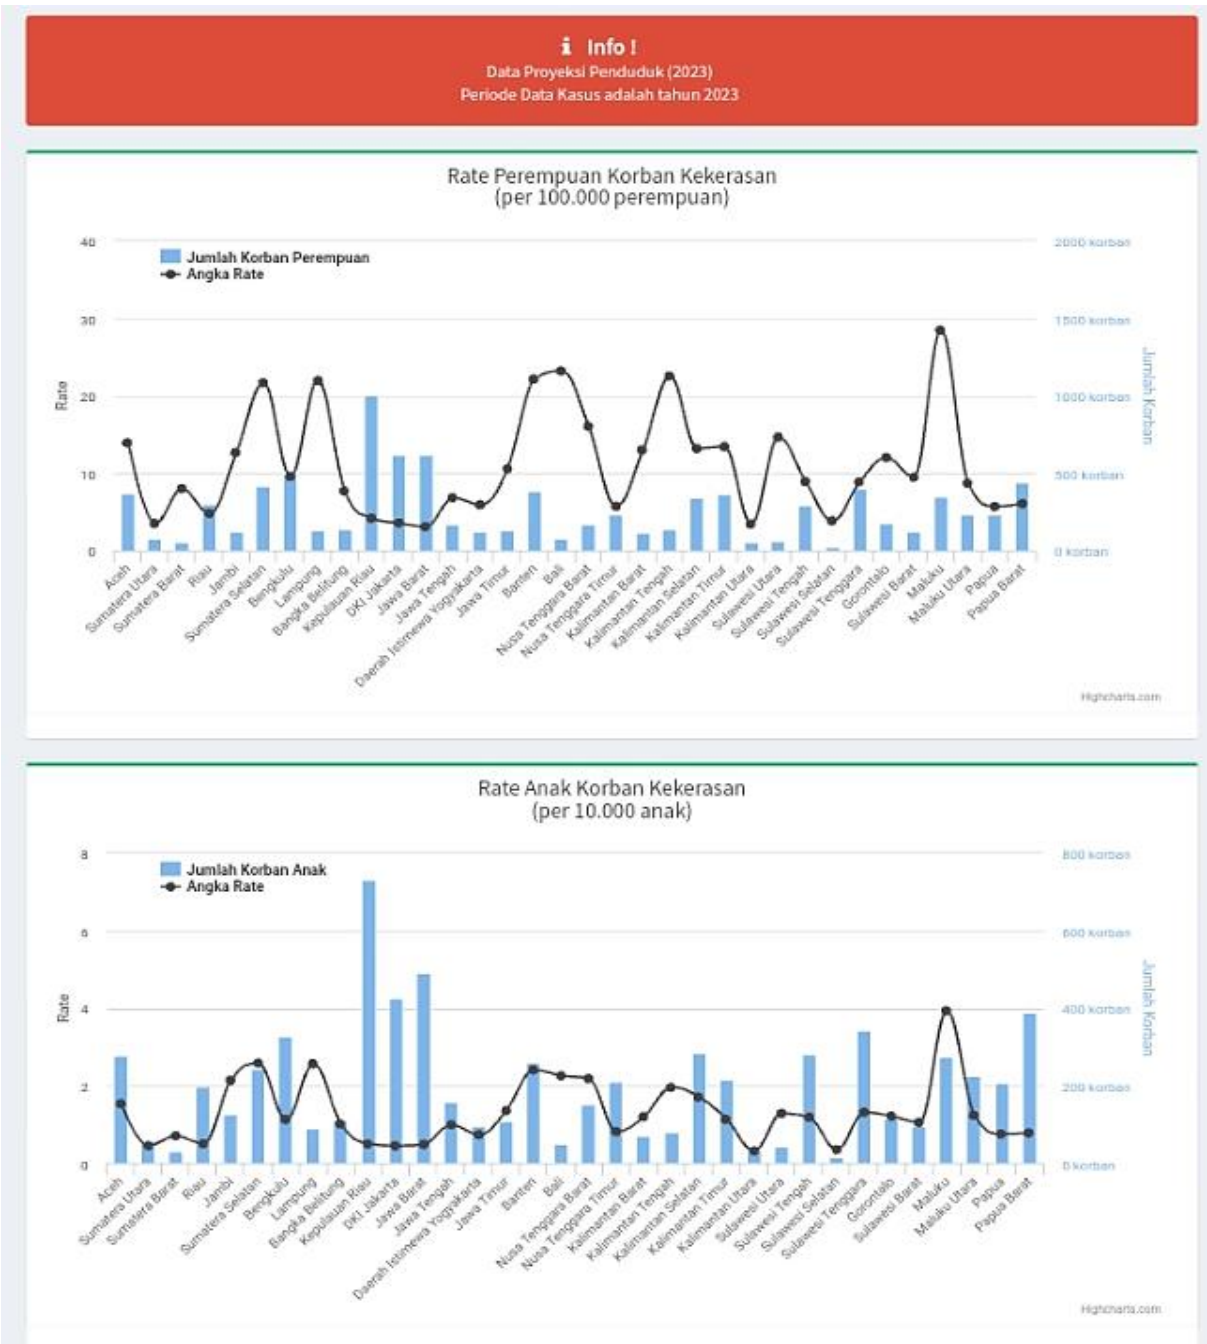 Info !
Data Proyeksi Penduduk (2023)
Periode Data Kasus adalah tahun 2023
Rate Perempuan Korban Kekerasan
(per 100.000 perempuan)
40
30
20
10
0
Rate
Jumlah Korban Perempuan
Angka Rate
2000 korban
1500 korban
1000 korban
500 korban
0 korban
Jumlah Korban
Aceh
Sumatera Utara
Sumatera Barat
Riau
Jambi
Sumatera Selatan
Bengkulu
Lampung
Bangka Belitung
Kepulauan Riau
DKI Jakarta
Jawa Barat
Jawa Tengah
Daerah Istimewa Yogyakarta
Jawa Timur
Banten
Bali
Nusa Tenggara Barat
Nusa Tenggara Timur
Kalimantan Barat
Kalimantan Tengah
Kalimantan Selatan
Kalimantan Timur
Kalimantan Utara
Sulawesi Utara
Sulawesi Tengah
Sulawesi Selatan
Sulawesi Tenggara
Gorontalo
Sulawesi Barat
Maluku
Maluku Utara
Papua
Papua Barat
Highcharts.com
Rate Anak Korban Kekerasan
(per 10.000 anak)
8
6
4
2
0
Rate
Jumlah Korban Anak
Angka Rate
800 korban
600 korban
400 korban
200 korban
0 korban
Jumlah Korban
Aceh
Sumatera Utara
Sumatera Barat
Riau
Jambi
Sumatera Selatan
Bengkulu
Lampung
Bangka Belitung
Kepulauan Riau
DKI Jakarta
Jawa Barat
Jawa Tengah
Daerah Istimewa Yogyakarta
Jawa Timur
Banten
Bali
Nusa Tenggara Barat
Nusa Tenggara Timur
Kalimantan Barat
Kalimantan Tengah
Kalimantan Selatan
Kalimantan Timur
Kalimantan Utara
Sulawesi Utara
Sulawesi Tengah
Sulawesi Selatan
Sulawesi Tenggara
Gorontalo
Sulawesi Barat
Maluku
Maluku Utara
Papua
Papua Barat
Highcharts.com